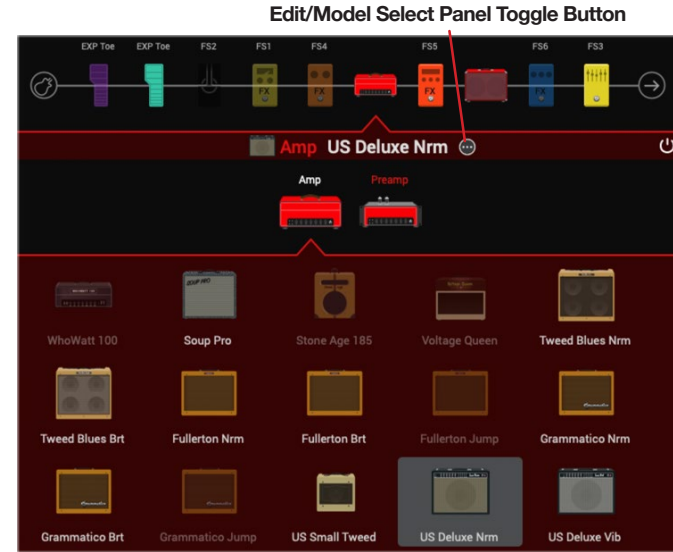 Edit/Model Select Panel Toggle Button
EXP Toe EXP Toe FS2 FS1 FS4 FS5 FS6 FS3
FX FX FX
Amp US Deluxe Nrm
Amp Preamp
SOUP PRO
WhoWatt 100 Soup Pro Stone Age 185 Voltage Queen Tweed Blues Nrm
Tweed Blues Brt Fullerton Nrm Fullerton Brt Fullerton Jump Grammatico Nrm
Grammatico Brt Grammatico Jump US Small Tweed US Deluxe Nrm US Deluxe Vib